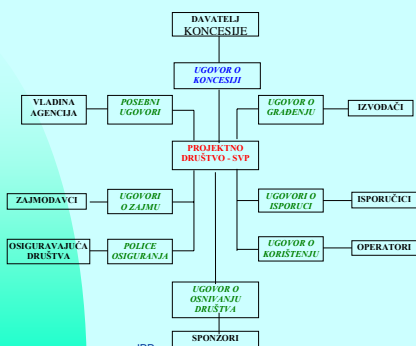 DAVATELJ
KONCESIJE
UGOVOR O
KONCESIJI
VLADINA
AGENCIJA
POSEBNI
UGOVORI
UGOVOR O
GRAĐENJU
IZVOĐAČI
PROJEKTNO
DRUŠTVO - SVP
ZAJMODAVCI
UGOVORI
O ZAJMU
UGOVORI O
ISPORUCI
ISPORUČICI
OSIGURAVAJUĆA
DRUŠTVA
POLICE
OSIGURANJA
UGOVOR O
KORIŠTENJU
OPERATORI
UGOVOR O
OSNIVANJU
DRUŠTVA
SPONZORI